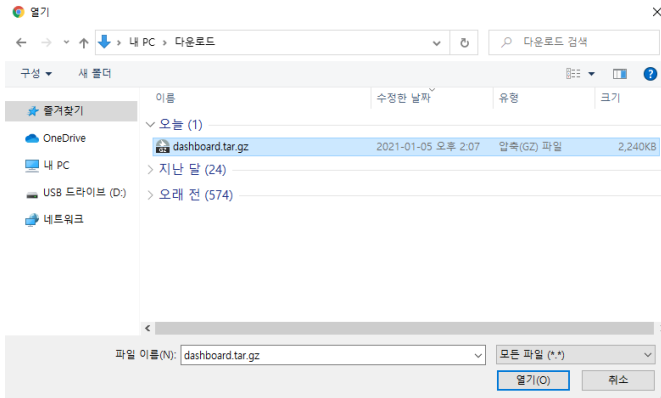 열기
내 PC > 다운로드
다운로드 검색
구성 새 폴더
이름 수정한 날짜 유형 크기
즐겨찾기
OneDrive
내 PC
USB 드라이브 (D:)
네트워크
오늘 (1)
dashboard.tar.gz 2021-01-05 오후 2:07 압축(GZ) 파일 2,240KB
지난 달 (24)
오래 전 (574)
파일 이름(N): dashboard.tar.gz 모든 파일 (*.*)
열기(O) 취소